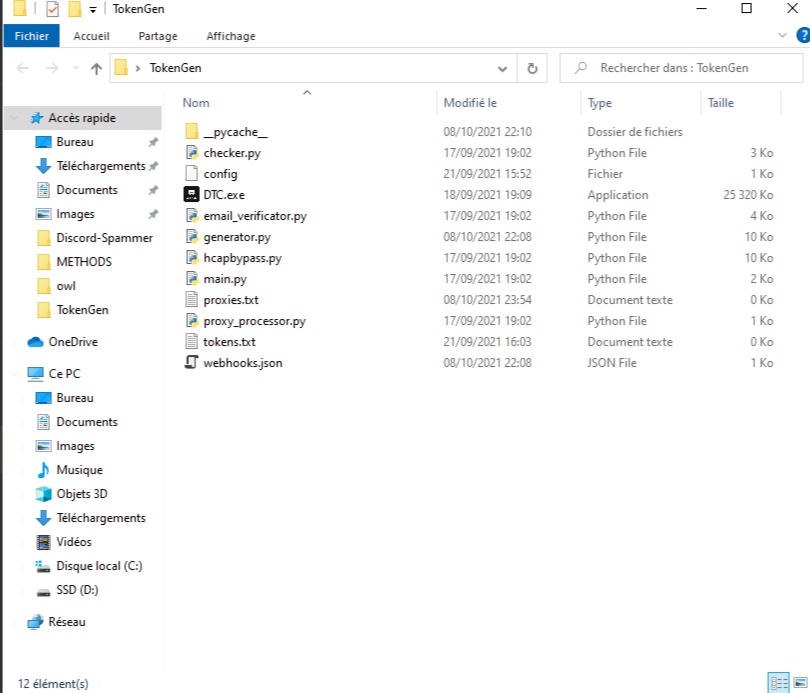 TokenGen
Fichier Accueil Partage Affichage
TokenGen Rechercher dans : TokenGen
Nom Modifié le Type Taille
__pycache__ 08/10/2021 22:10 Dossier de fichiers
checker.py 17/09/2021 19:02 Python File 3 Ko
config 21/09/2021 15:52 Fichier 1 Ko
DTC.exe 18/09/2021 19:09 Application 25 320 Ko
email_verificator.py 17/09/2021 19:02 Python File 4 Ko
generator.py 08/10/2021 22:08 Python File 10 Ko
hcapbypass.py 17/09/2021 19:02 Python File 10 Ko
main.py 17/09/2021 19:02 Python File 2 Ko
proxies.txt 08/10/2021 23:54 Document texte 0 Ko
proxy_processor.py 17/09/2021 19:02 Python File 1 Ko
tokens.txt 21/09/2021 16:03 Document texte 0 Ko
webhooks.json 08/10/2021 22:08 JSON File 1 Ko
Accès rapide
Bureau
Téléchargements
Documents
Images
Discord-Spammer
METHODS
owl
TokenGen
OneDrive
Ce PC
Bureau
Documents
Images
Musique
Objets 3D
Téléchargements
Vidéos
Disque local (C:)
SSD (D:)
Réseau
12 élément(s)